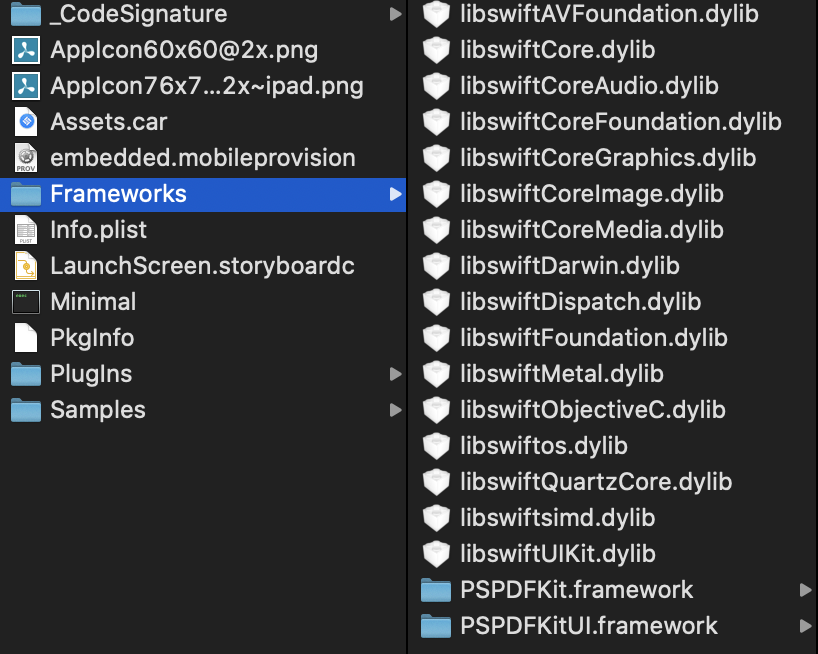 _CodeSignature
AppIcon60x60@2x.png
AppIcon76x7...2x~ipad.png
Assets.car
embedded.mobileprovision
Frameworks
Info.plist
LaunchScreen.storyboardc
Minimal
PkgInfo
PlugIns
Samples
libswiftAVFoundation.dylib
libswiftCore.dylib
libswiftCoreAudio.dylib
libswiftCoreFoundation.dylib
libswiftCoreGraphics.dylib
libswiftCoreImage.dylib
libswiftCoreMedia.dylib
libswiftDarwin.dylib
libswiftDispatch.dylib
libswiftFoundation.dylib
libswiftMetal.dylib
libswiftObjectiveC.dylib
libswiftos.dylib
libswiftQuartzCore.dylib
libswiftsimd.dylib
libswiftUIKit.dylib
PSPDFKit.framework
PSPDFKitUI.framework